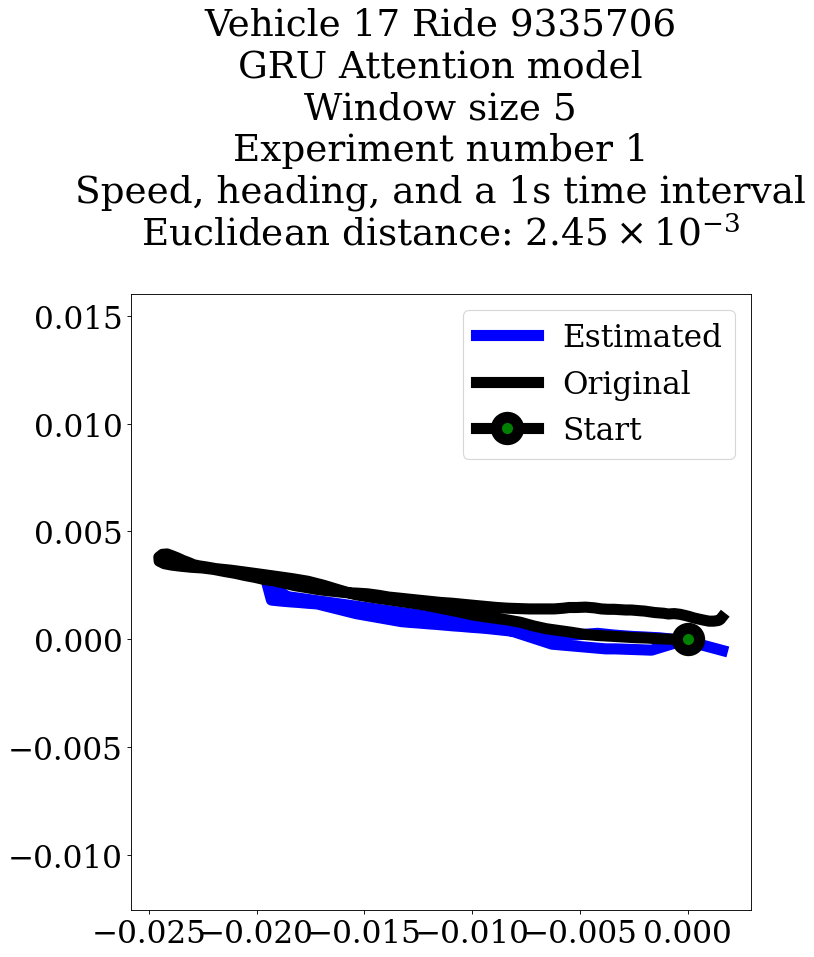 Vehicle 17 Ride 9335706
GRU Attention model
Window size 5
Experiment number 1
Speed, heading, and a 1s time interval
Euclidean distance: 2.45 × 10⁻³
Estimated
Original
Start
0.015
0.010
0.005
0.000
−0.005
−0.010
−0.025 −0.020 −0.015 −0.010 −0.005 0.000